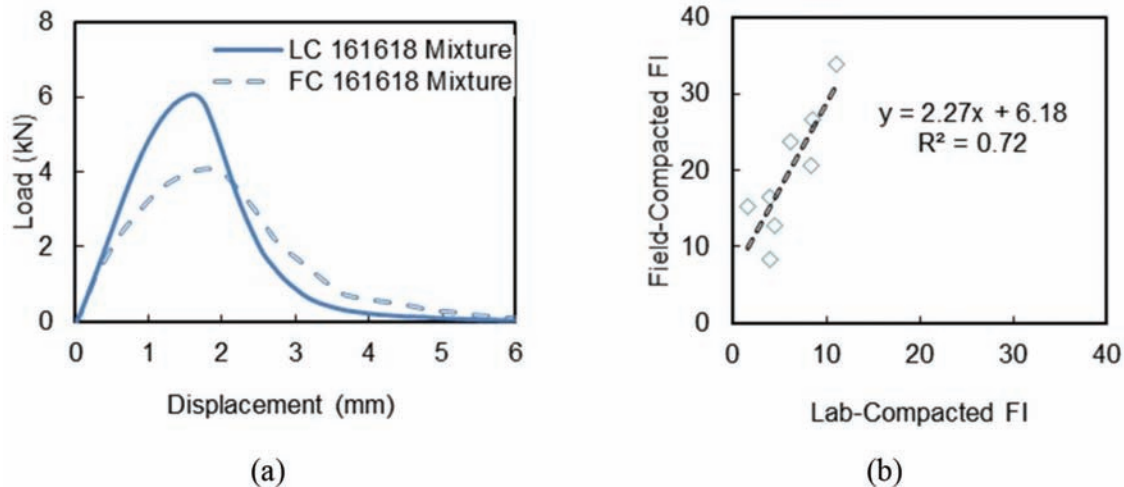 8
6
4
2
0
Load (kN)
LC 161618 Mixture
FC 161618 Mixture
0 1 2 3 4 5 6
Displacement (mm)
(a)
40
30
20
10
0
Field-Compacted FI
y = 2.27x + 6.18
R² = 0.72
0 10 20 30 40
Lab-Compacted FI
(b)